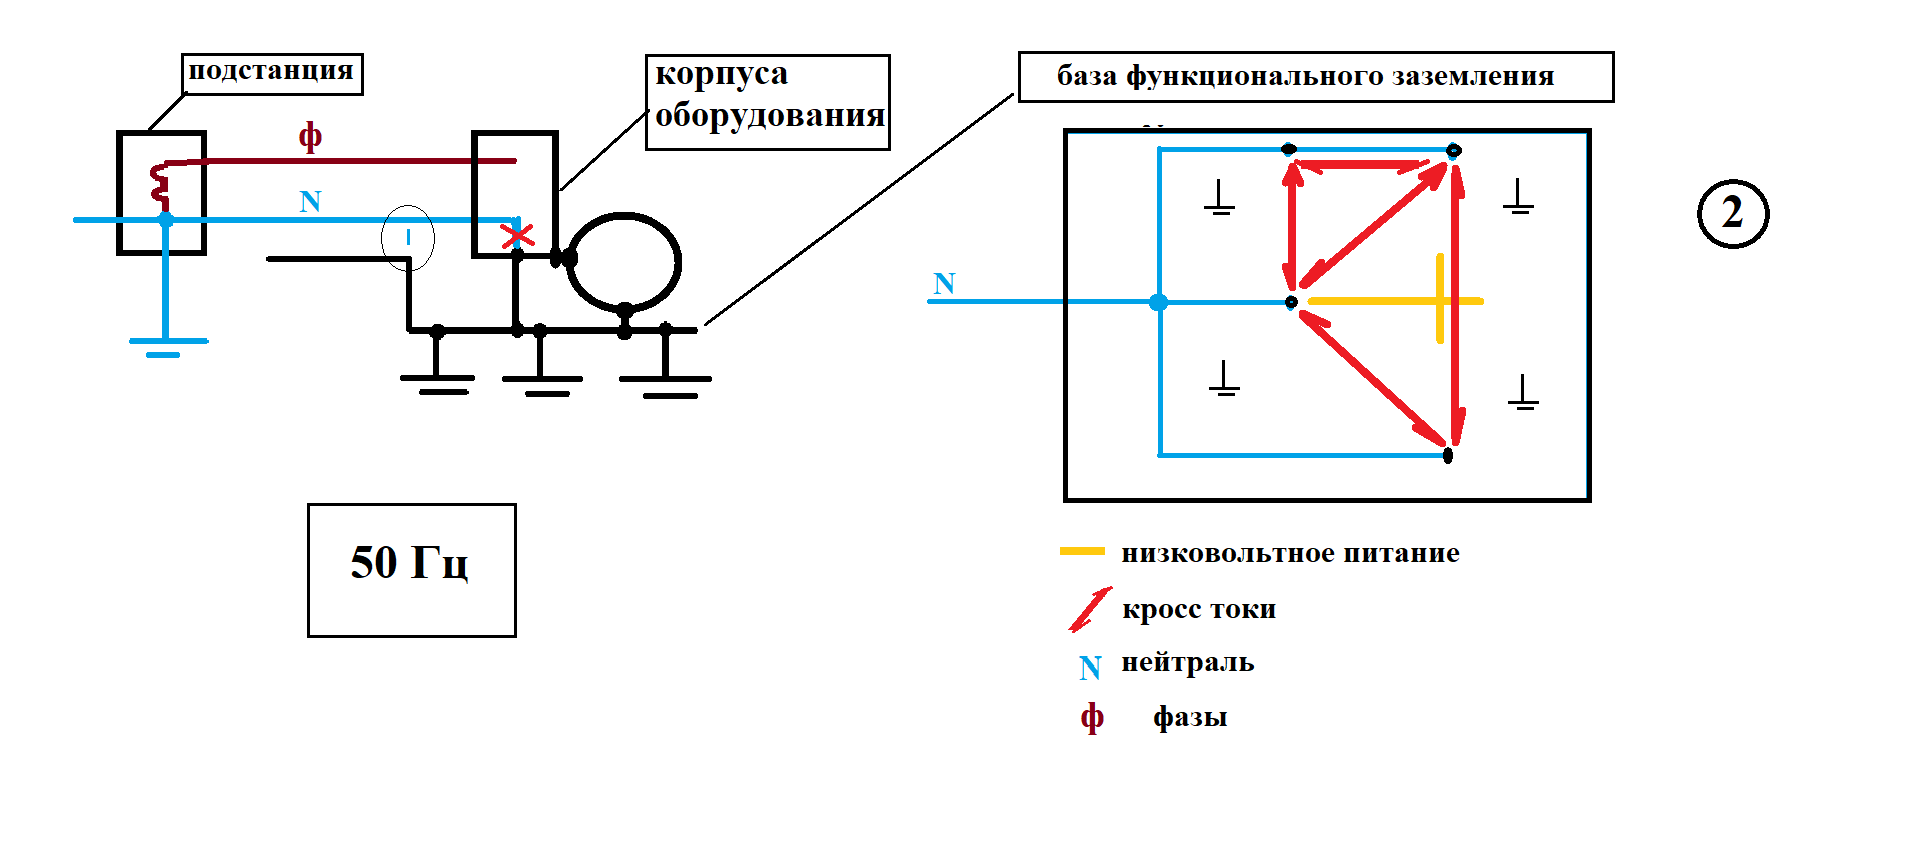 подстанция
корпуса
оборудования
база функционального заземления
ф
N
N
2
50 Гц
низковольтное питание
кросс токи
N нейтраль
ф фазы